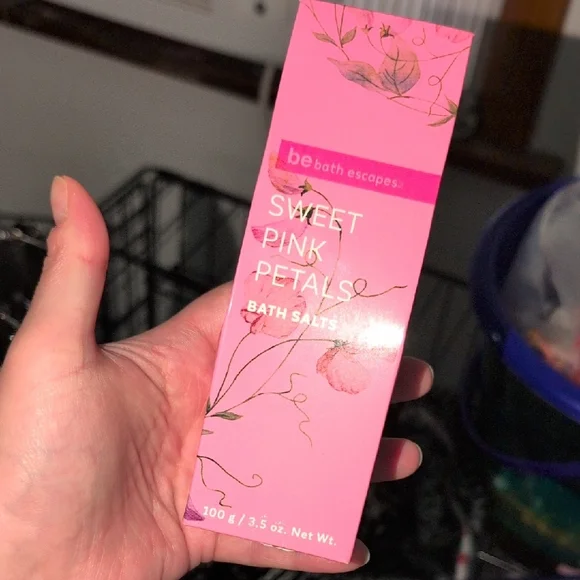 be bath escapes
SWEET
PINK
PETALS
BATH SALTS
100 g / 3.5 oz. Net Wt.